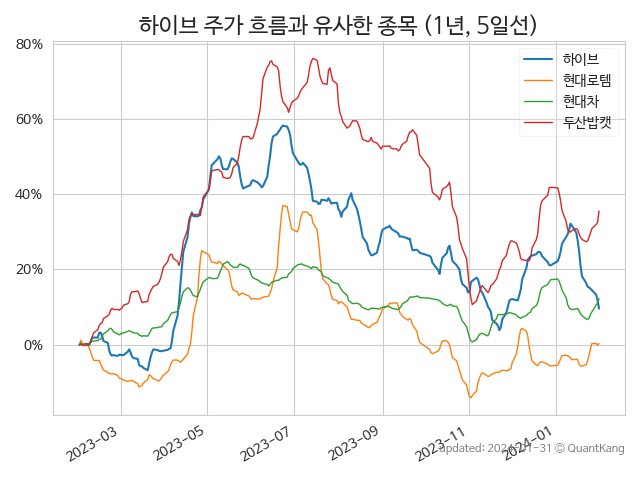 하이브 주가 흐름과 유사한 종목 (1년, 5일선)
80%
60%
40%
20%
0%
하이브
현대로템
현대차
두산밥캣
2023-03
2023-05
2023-07
2023-09
2023-11
2024-01
updated: 2024-01-31 © QuantKang